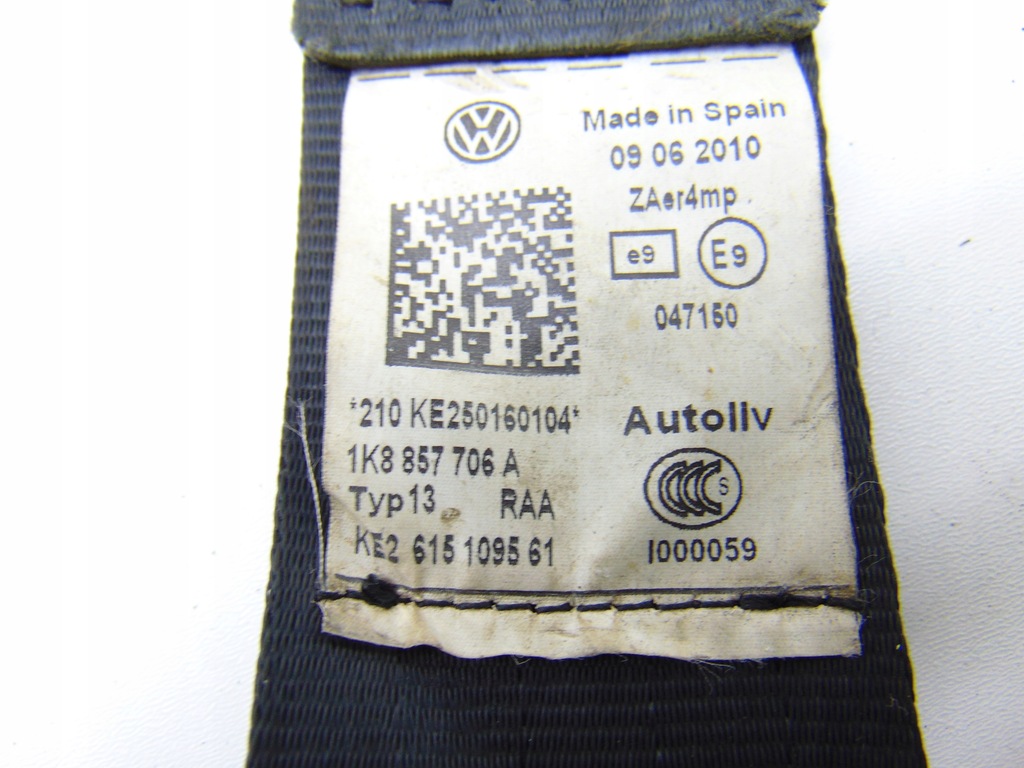 Made in Spain
09 06 2010
ZAer4mp
e9 E9
047150
*210 KE250160104*
1K8 857 706 A
Typ13 RAA
KE2 615 1095 61
Autoliv
CCC S
I000059